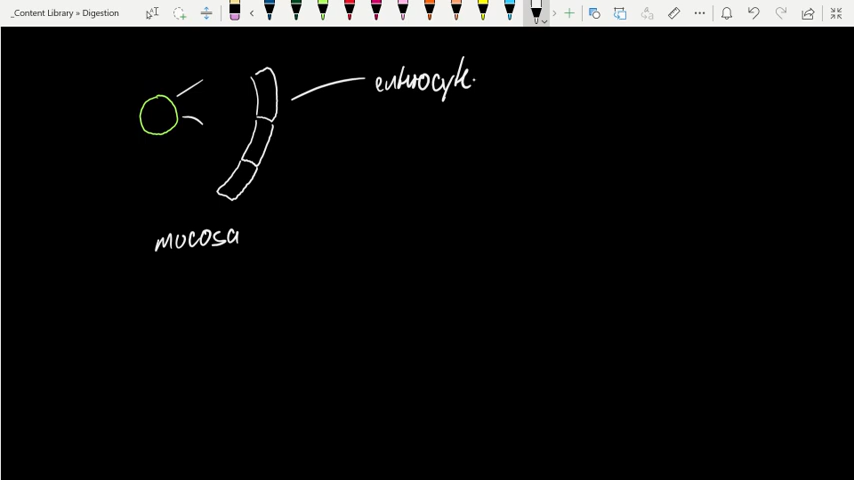 _Content Library » Digestion
enterocyte.
mucosa